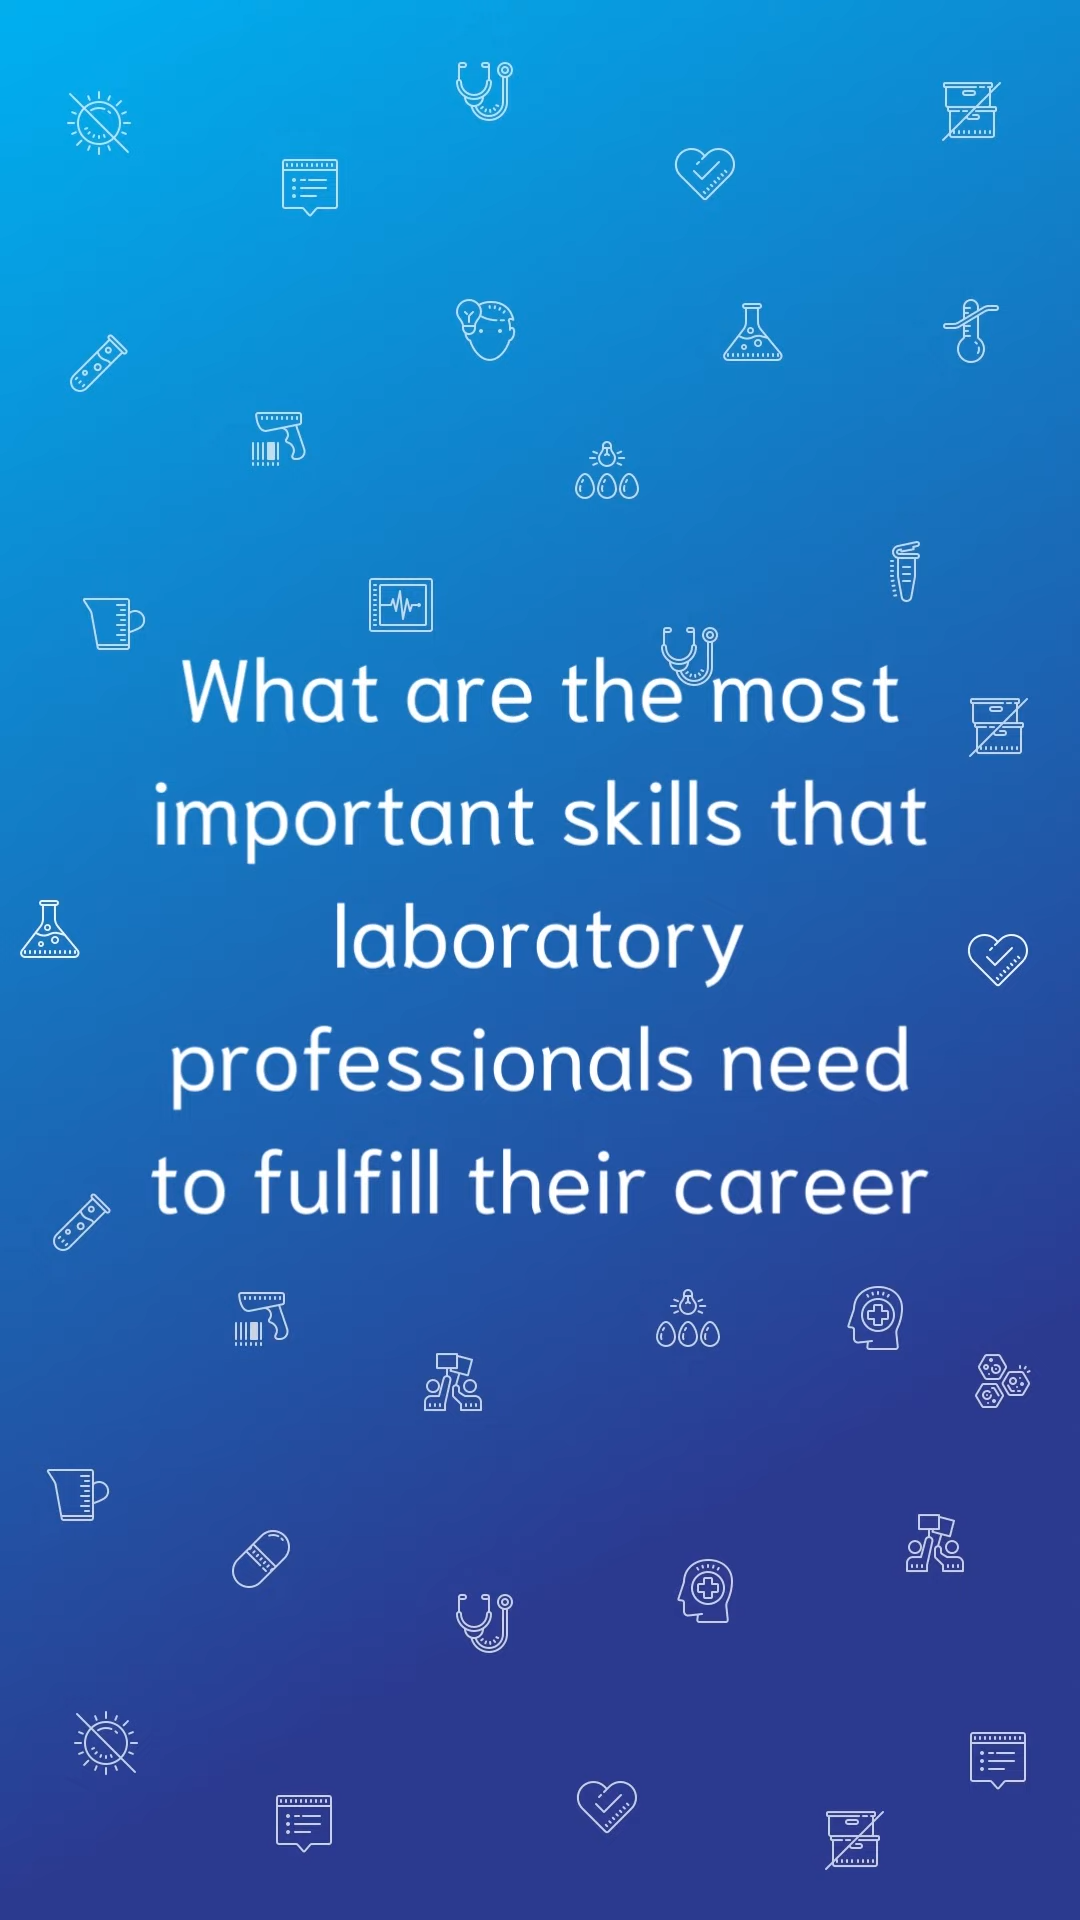 What are the most
important skills that
laboratory
professionals need
to fulfill their career